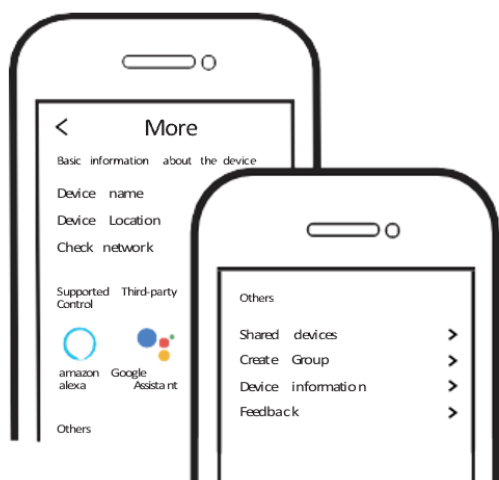 More
Basic information about the device
Device name
Device Location
Check network
Supported Third-party
Control
amazon
alexa
Google
Assistant
Others
Others
Shared devices
Create Group
Device information
Feedback